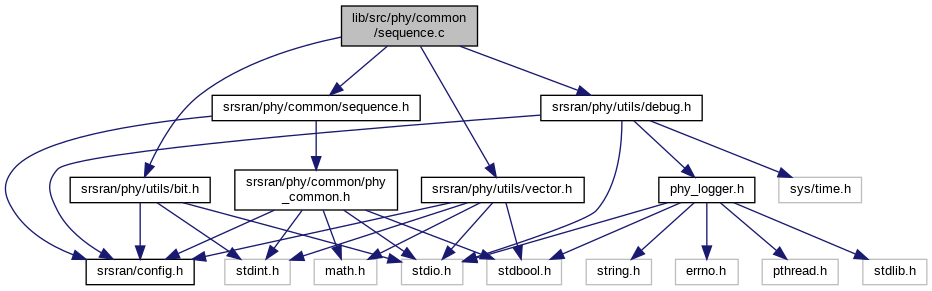 lib/src/phy/common
/sequence.c
srsran/phy/common/sequence.h
srsran/phy/utils/debug.h
srsran/phy/utils/bit.h
srsran/phy/common/phy
_common.h
srsran/phy/utils/vector.h
phy_logger.h
sys/time.h
srsran/config.h
stdint.h
math.h
stdio.h
stdbool.h
string.h
errno.h
pthread.h
stdlib.h